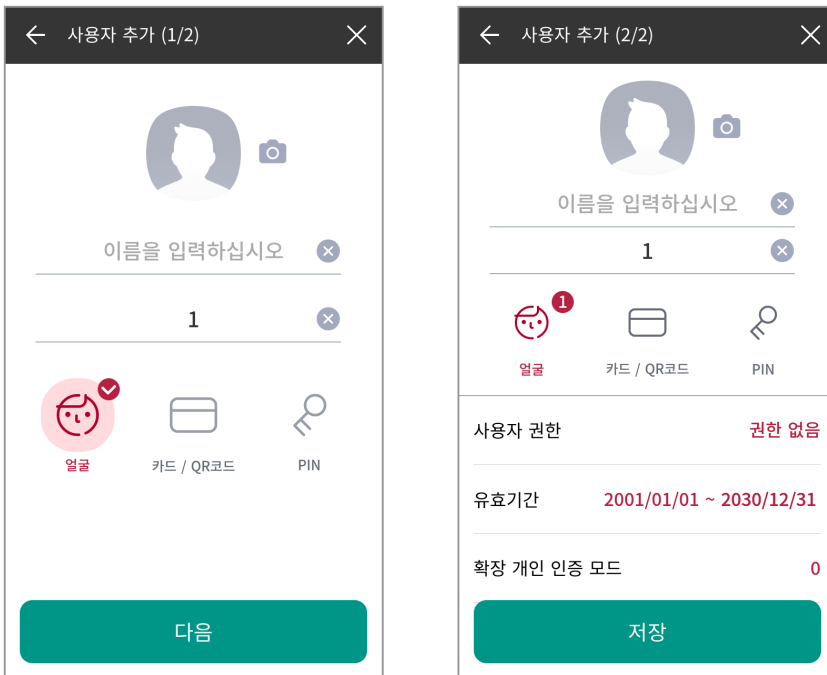 사용자 추가 (1/2)
이름을 입력하십시오
1
얼굴
카드 / QR코드
PIN
다음
사용자 추가 (2/2)
이름을 입력하십시오
1
1
얼굴
카드 / QR코드
PIN
사용자 권한 권한 없음
유효기간 2001/01/01 ~ 2030/12/31
확장 개인 인증 모드 0
저장